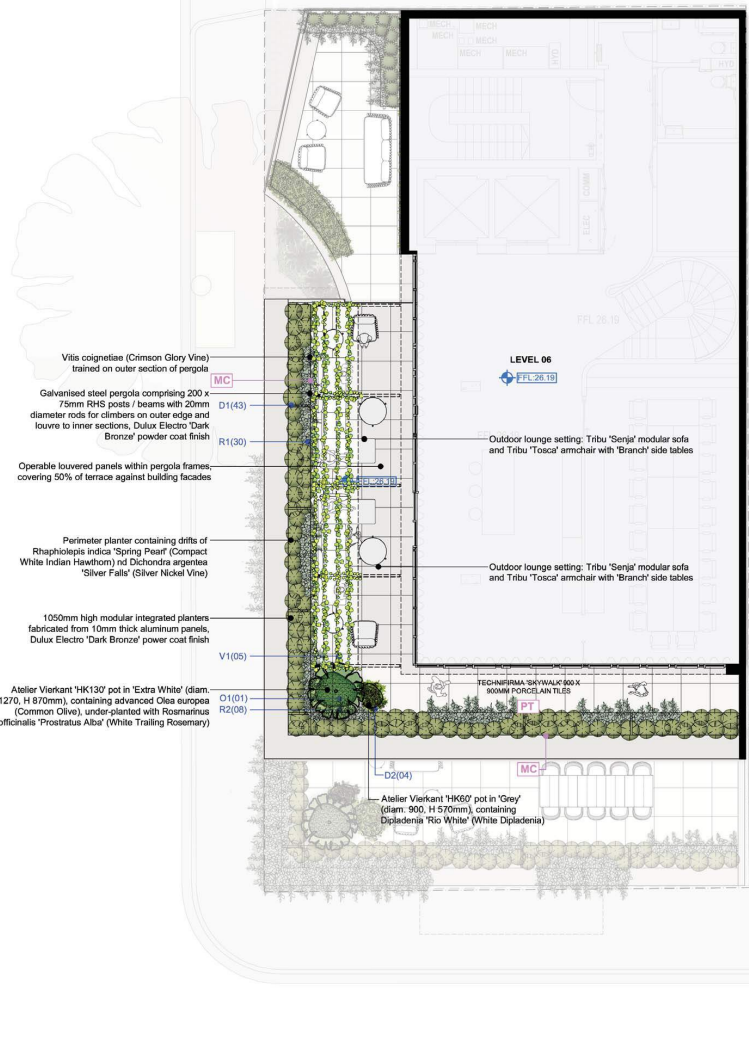 MECH
MECH
MECH
MECH
MECH
MECH
HYD
HYD
COMM
ELEC
FFL 26.19
LEVEL 06
FFL:26.19
Vitis coignetiae (Crimson Glory Vine)
trained on outer section of pergola
MC
Galvanised steel pergola comprising 200 x
75mm RHS posts / beams with 20mm
diameter rods for climbers on outer edge and
louvre to inner sections, Dulux Electro 'Dark
Bronze' powder coat finish
D1(43)
R1(30)
Outdoor lounge setting: Tribu 'Senja' modular sofa
and Tribu 'Tosca' armchair with 'Branch' side tables
Operable louvered panels within pergola frames,
covering 50% of terrace against building facades
FFL:26.19
Perimeter planter containing drifts of
Rhaphiolepis indica 'Spring Pearl' (Compact
White Indian Hawthorn) nd Dichondra argentea
'Silver Falls' (Silver Nickel Vine)
Outdoor lounge setting: Tribu 'Senja' modular sofa
and Tribu 'Tosca' armchair with 'Branch' side tables
1050mm high modular integrated planters
fabricated from 10mm thick aluminum panels,
Dulux Electro 'Dark Bronze' power coat finish
V1(05)
TECHNIFIRMA 'SKYWALK' 900 X
900MM PORCELAIN TILES
PT
Atelier Vierkant 'HK130' pot in 'Extra White' (diam.
1270, H 870mm), containing advanced Olea europea
(Common Olive), under-planted with Rosmarinus
officinalis 'Prostratus Alba' (White Trailing Rosemary)
O1(01)
R2(08)
MC
D2(04)
Atelier Vierkant 'HK60' pot in 'Grey'
(diam. 900, H 570mm), containing
Dipladenia 'Rio White' (White Dipladenia)